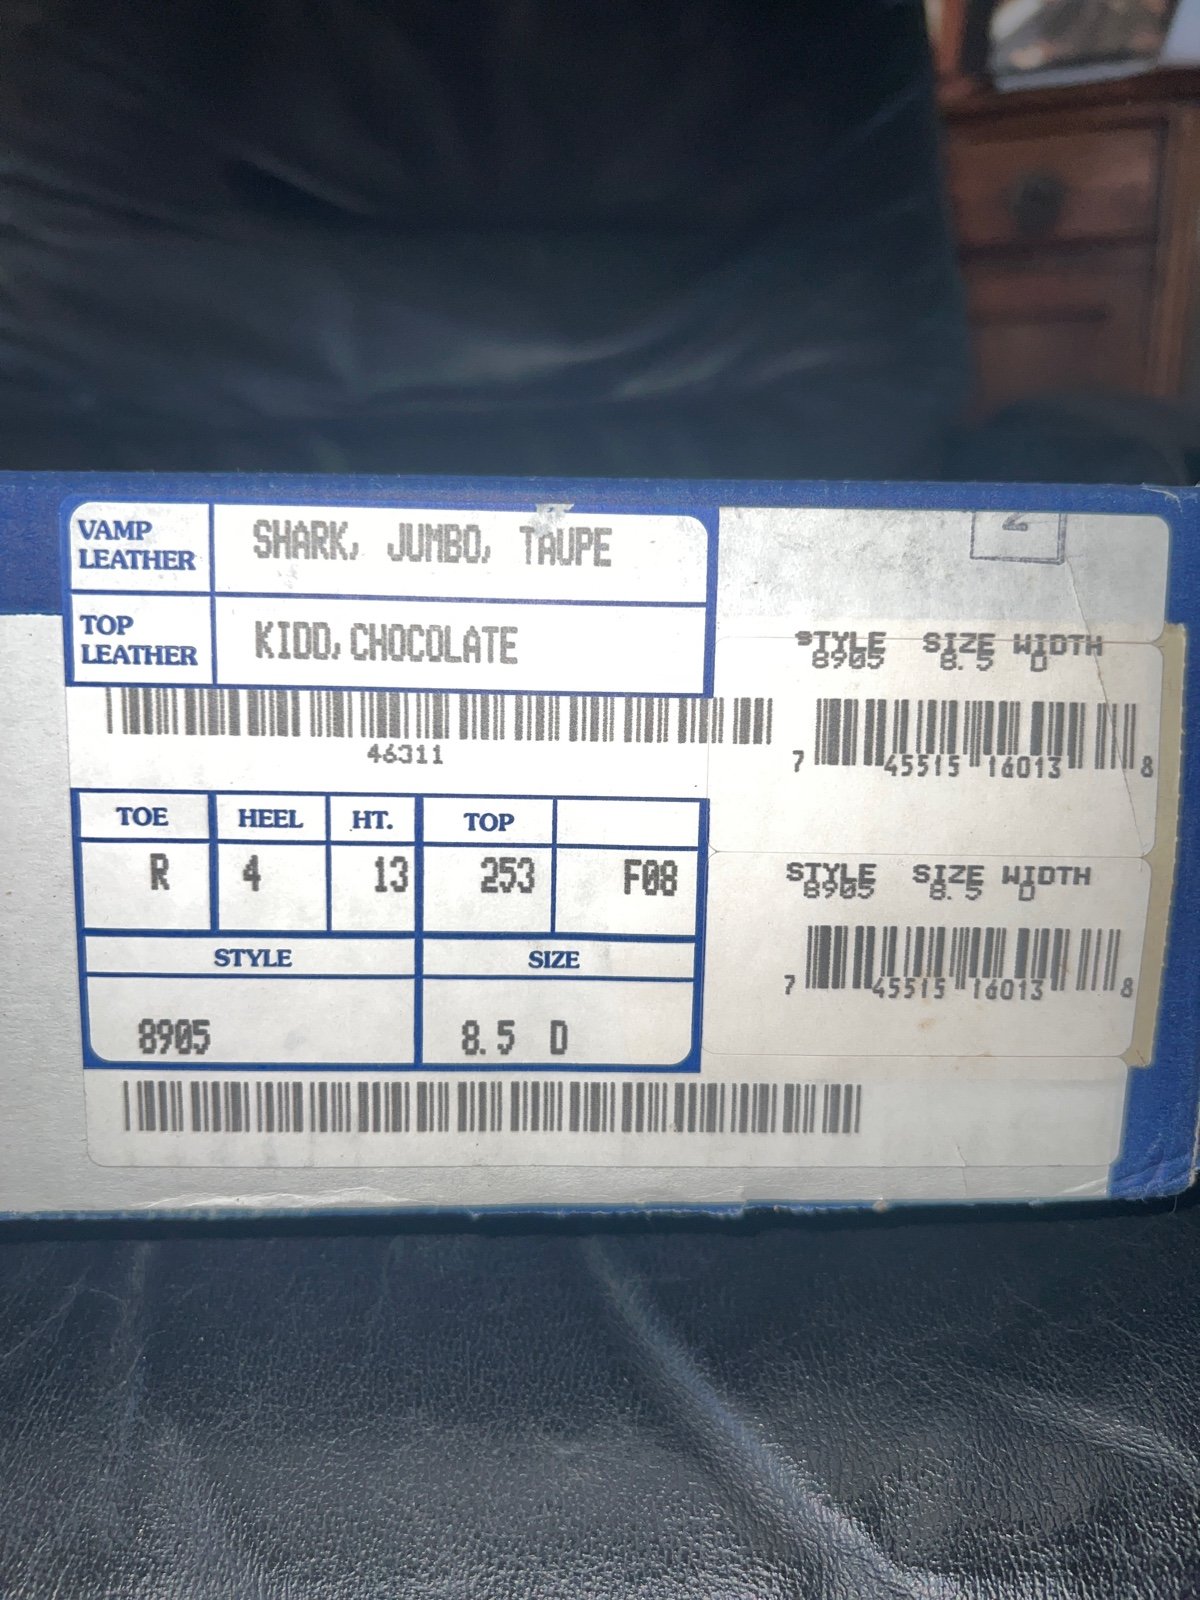 VAMP
LEATHER
SHARK, JUMBO, TAUPE
TOP
LEATHER
KIDD, CHOCOLATE
46311
TOE HEEL HT. TOP
R 4 13 253 F08
STYLE SIZE
8905 8.5 D
2
STYLE SIZE WIDTH
8905 8.5 D
7 45515 16013 8
STYLE SIZE WIDTH
8905 8.5 D
7 45515 16013 8